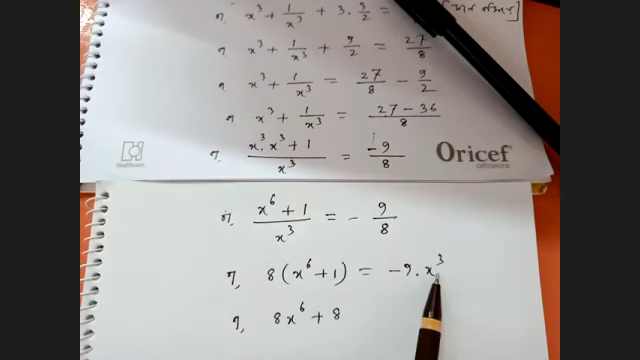 বা, x³ + 1/x³ + 3. 3/2 =
বা, x³ + 1/x³ + 9/2 = 27/8
বা, x³ + 1/x³ = 27/8 - 9/2
বা, x³ + 1/x³ = 27-36/8
বা, x³.x³+1/x³ = -9/8
Healthcare
Oricef
ceftriaxone
বা, x⁶+1/x³ = - 9/8
বা, 8(x⁶+1) = -9.x³
বা, 8x⁶ + 8